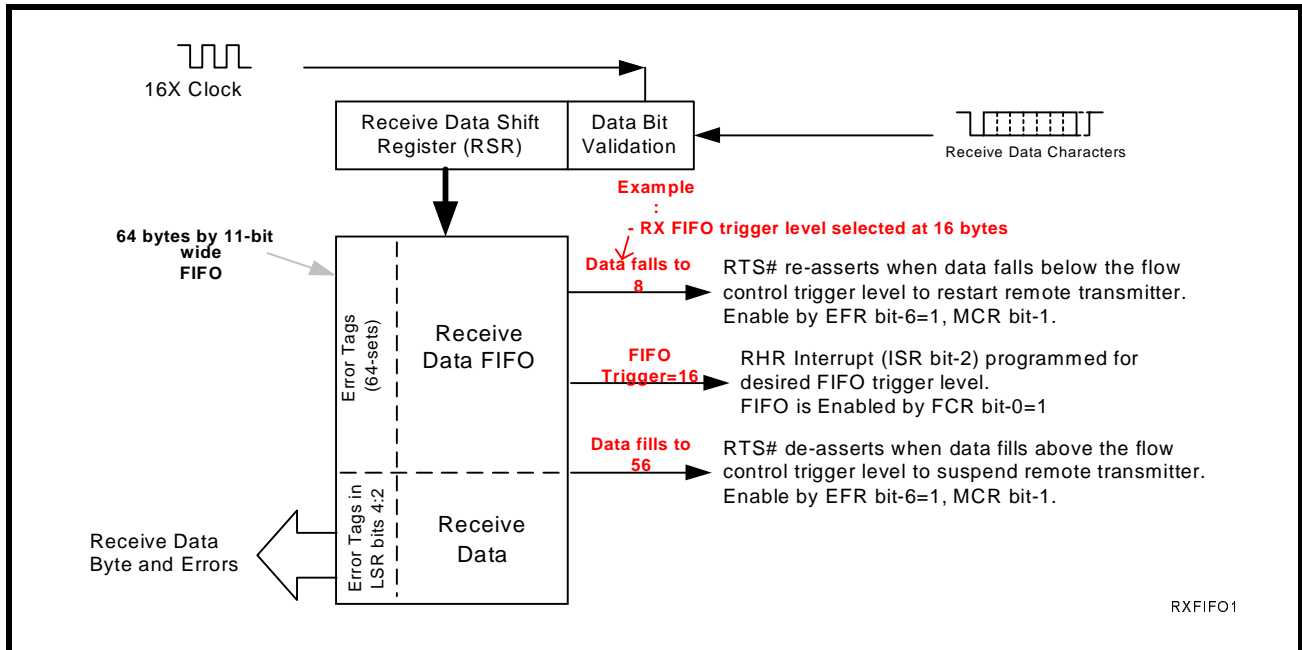 16X Clock
Receive Data Shift
Register (RSR)
Data Bit
Validation
Receive Data Characters
Example
:
- RX FIFO trigger level selected at 16 bytes
64 bytes by 11-bit
wide
FIFO
Error Tags
(64-sets)
Receive
Data FIFO
Data falls to
8
RTS# re-asserts when data falls below the flow
control trigger level to restart remote transmitter.
Enable by EFR bit-6=1, MCR bit-1.
FIFO
Trigger=16
RHR Interrupt (ISR bit-2) programmed for
desired FIFO trigger level.
FIFO is Enabled by FCR bit-0=1
Data fills to
56
RTS# de-asserts when data fills above the flow
control trigger level to suspend remote transmitter.
Enable by EFR bit-6=1, MCR bit-1.
Error Tags in
LSR bits 4:2
Receive
Data
Receive Data
Byte and Errors
RXFIFO1